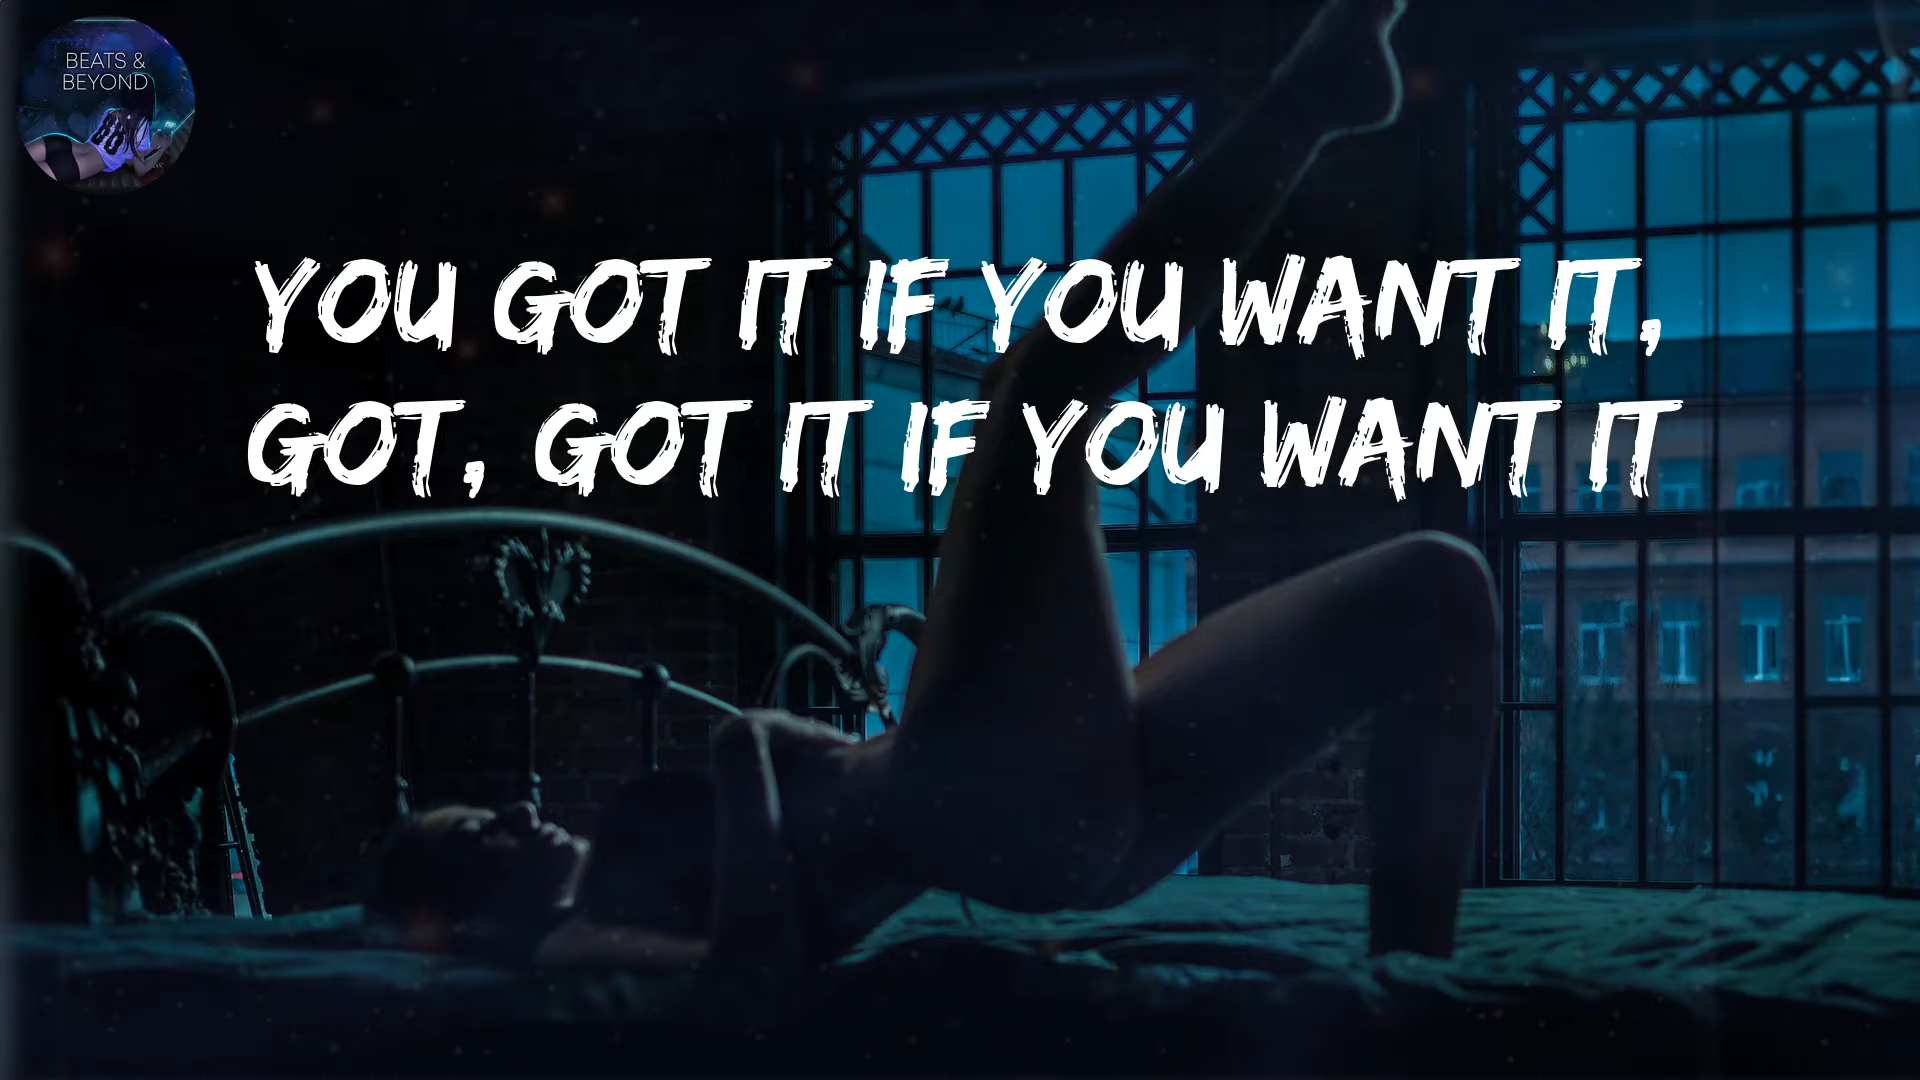 BEATS &
BEYOND
YOU GOT IT IF YOU WANT IT,
GOT, GOT IT IF YOU WANT IT